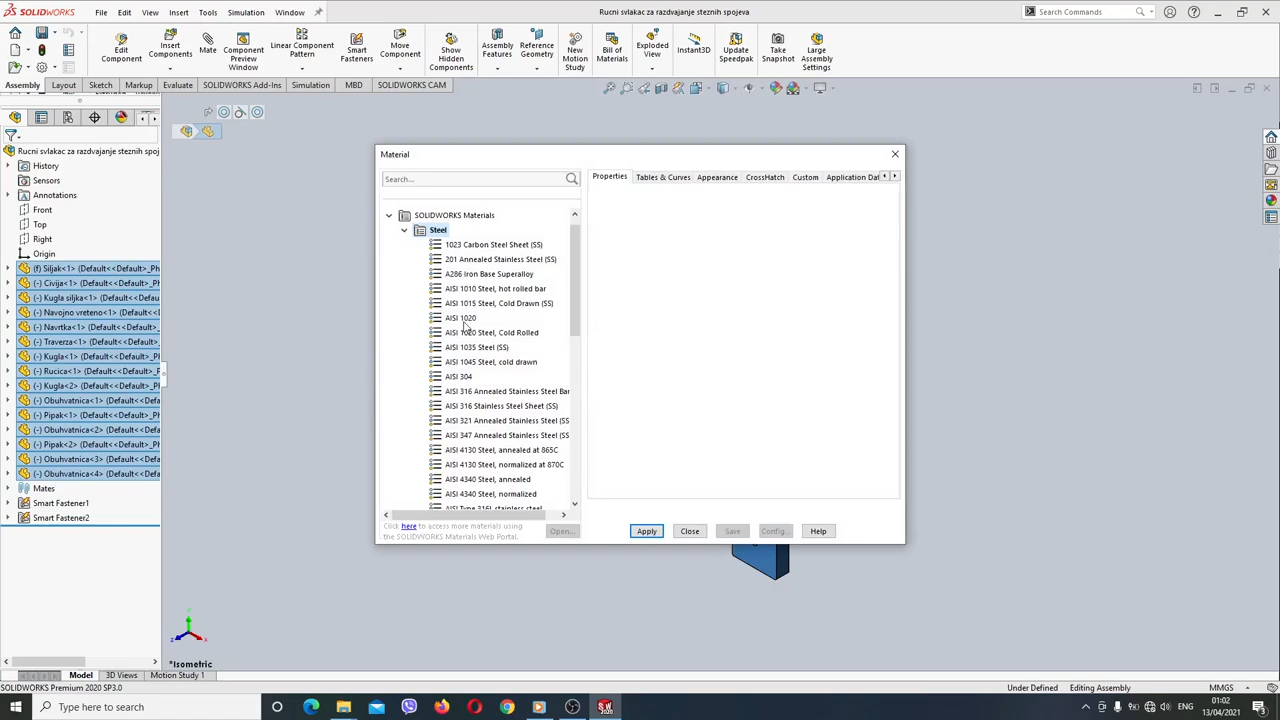 SOLIDWORKS
File
Edit
View
Insert
Tools
Simulation
Window
Rucni svlakac za razdvajanje steznih spojeva
Search Commands
Edit Component
Insert Components
Mate
Component Preview Window
Linear Component Pattern
Smart Fasteners
Move Component
Show Hidden Components
Assembly Features
Reference Geometry
New Motion Study
Bill of Materials
Exploded View
Instant3D
Update Speedpak
Take Snapshot
Large Assembly Settings
Assembly
Layout
Sketch
Markup
Evaluate
SOLIDWORKS Add-Ins
Simulation
MBD
SOLIDWORKS CAM
Rucni svlakac za razdvajanje steznih spoj
History
Sensors
Annotations
Front
Top
Right
Origin
(f) Siljak<1> (Default<<Default>_Ph
(-) Civija<1> (Default<<Default>_Ph
(-) Kugla siljka<1> (Default<<Defaul
(-) Navojno vreteno<1> (Default<<
(-) Navrtka<1> (Default<<Default>_
(-) Traverza<1> (Default<<Default>
(-) Kugla<1> (Default<<Default>_Ph
(-) Rucica<1> (Default<<Default>_P
(-) Kugla<2> (Default<<Default>_Ph
(-) Obuhvatnica<1> (Default<<Defa
(-) Pipak<1> (Default<<Default>_Ph
(-) Obuhvatnica<2> (Default<<Defa
(-) Pipak<2> (Default<<Default>_Ph
(-) Obuhvatnica<3> (Default<<Defa
(-) Obuhvatnica<4> (Default<<Defa
Mates
Smart Fastener1
Smart Fastener2
Material
Search...
SOLIDWORKS Materials
Steel
1023 Carbon Steel Sheet (SS)
201 Annealed Stainless Steel (SS)
A286 Iron Base Superalloy
AISI 1010 Steel, hot rolled bar
AISI 1015 Steel, Cold Drawn (SS)
AISI 1020
AISI 1020 Steel, Cold Rolled
AISI 1035 Steel (SS)
AISI 1045 Steel, cold drawn
AISI 304
AISI 316 Annealed Stainless Steel Bar
AISI 316 Stainless Steel Sheet (SS)
AISI 321 Annealed Stainless Steel (SS
AISI 347 Annealed Stainless Steel (SS
AISI 4130 Steel, annealed at 865C
AISI 4130 Steel, normalized at 870C
AISI 4340 Steel, annealed
AISI 4340 Steel, normalized
AISI Type 316L stainless steel
Click here to access more materials using
the SOLIDWORKS Materials Web Portal.
Open...
Properties
Tables & Curves
Appearance
CrossHatch
Custom
Application Dat
Apply
Close
Save
Config...
Help
*Isometric
Model
3D Views
Motion Study 1
SOLIDWORKS Premium 2020 SP3.0
Under Defined
Editing Assembly
MMGS
Type here to search
ENG
01:02
13/04/2021